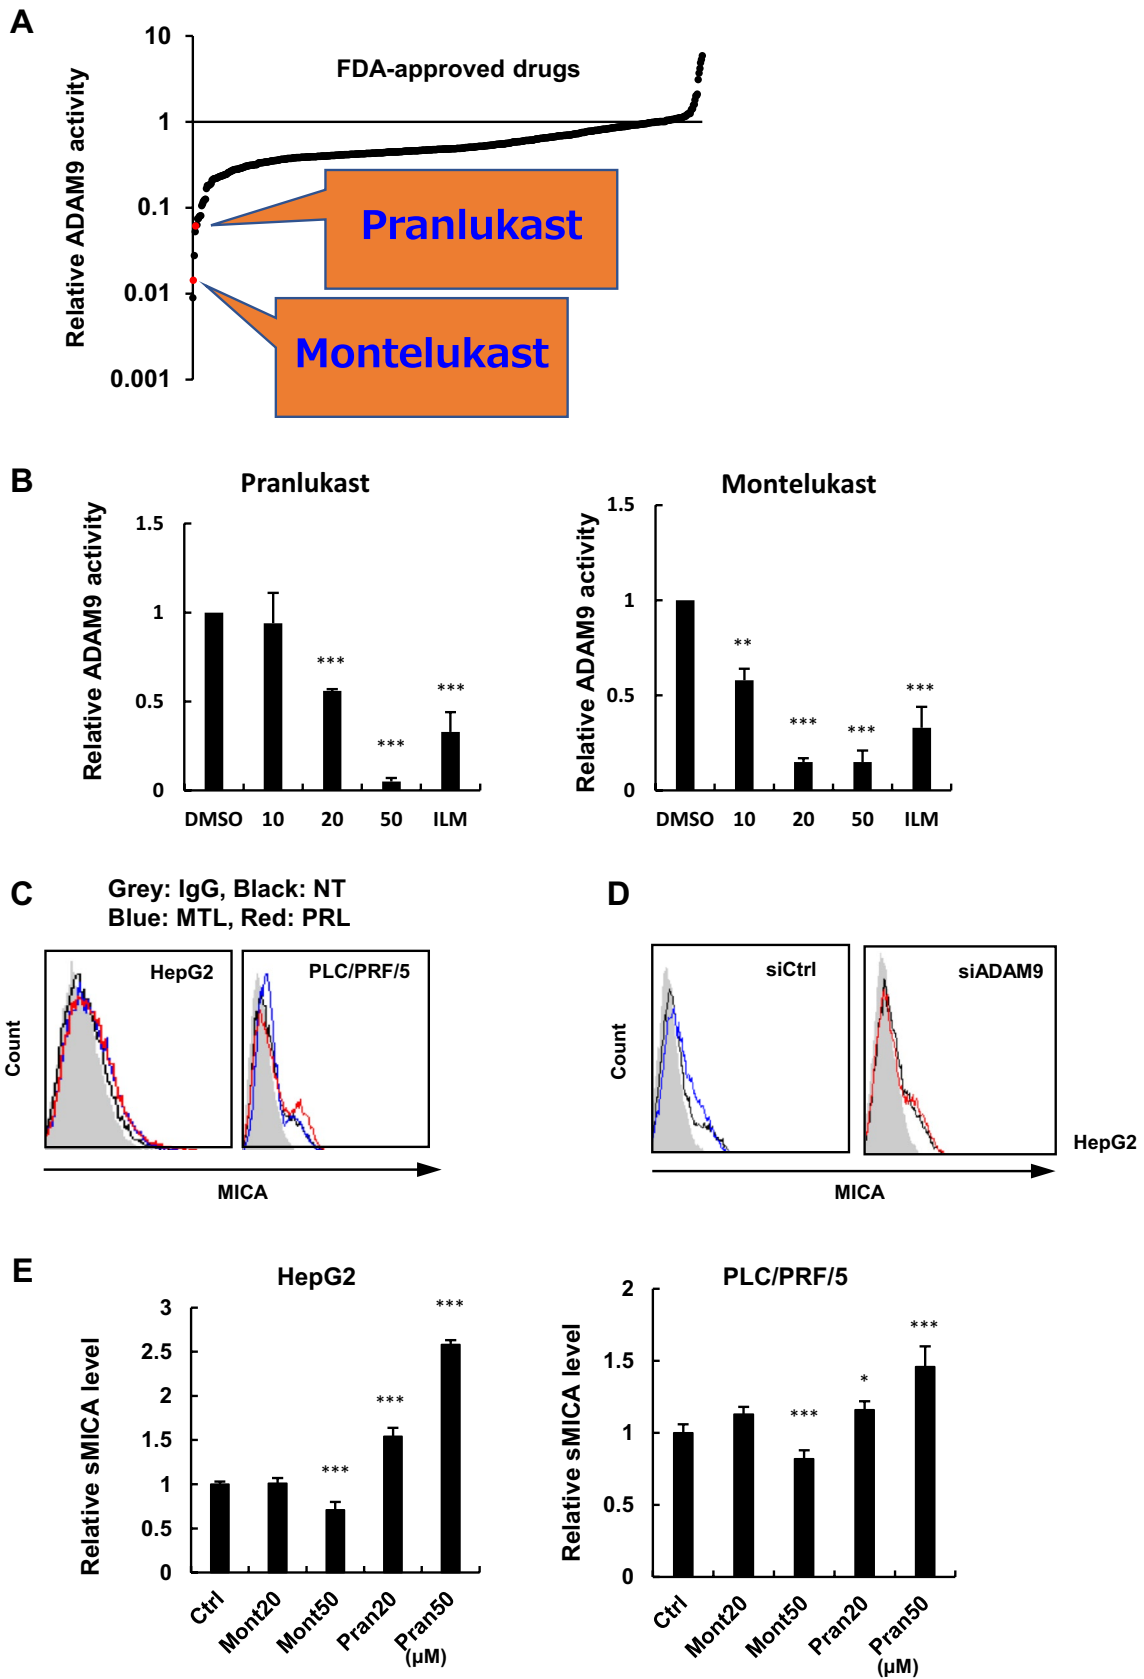 A
FDA-approved drugs
Relative ADAM9 activity
10
1
0.1
0.01
0.001
Pranlukast
Montelukast
B
Pranlukast
Relative ADAM9 activity
1.5
1
0.5
0
***
***
***
DMSO 10 20 50 ILM
Montelukast
Relative ADAM9 activity
1.5
1
0.5
0
**
***
***
***
DMSO 10 20 50 ILM
C
Grey: IgG, Black: NT
Blue: MTL, Red: PRL
HepG2
PLC/PRF/5
Count
MICA
D
siCtrl
siADAM9
Count
HepG2
MICA
E
HepG2
Relative sMICA level
3
2.5
2
1.5
1
0.5
0
***
***
***
Ctrl
Mont20
Mont50
Pran20
Pran50
(μM)
PLC/PRF/5
Relative sMICA level
2
1.5
1
0.5
0
***
*
***
Ctrl
Mont20
Mont50
Pran20
Pran50
(μM)